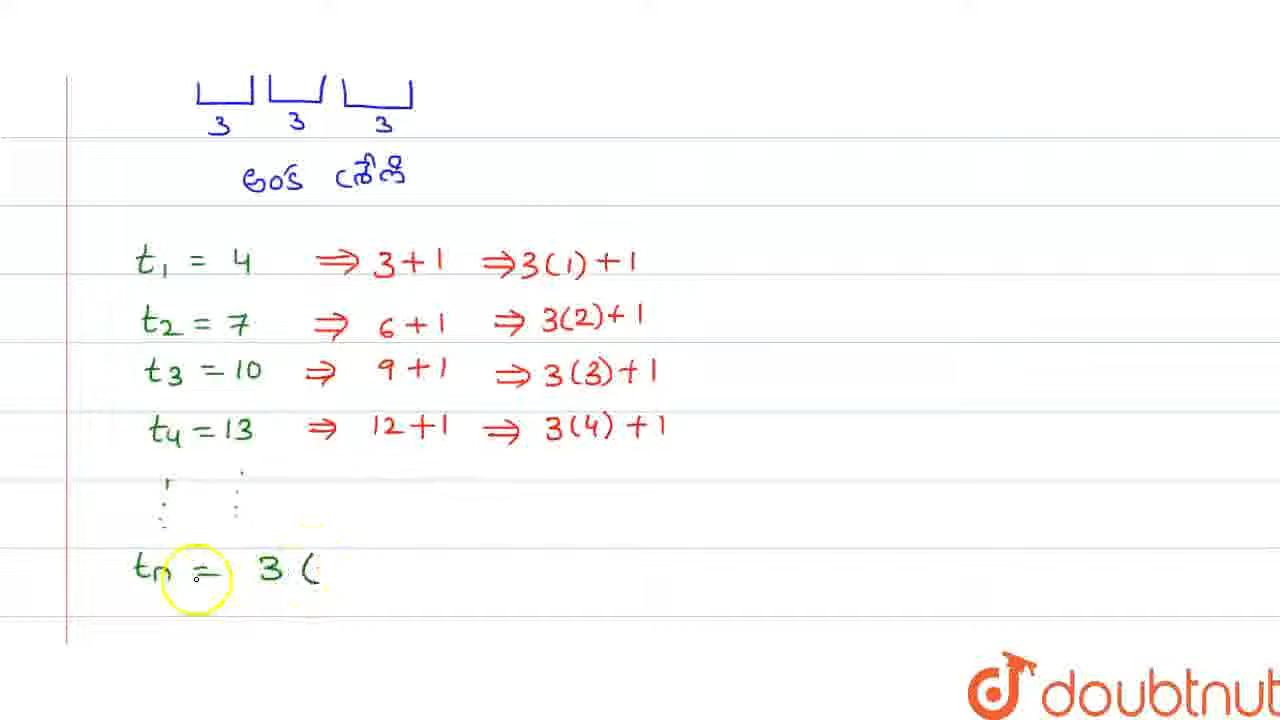 3 3 3
అంక శ్రేణి
t1 = 4 ⇒ 3+1 ⇒ 3(1)+1
t2 = 7 ⇒ 6+1 ⇒ 3(2)+1
t3 = 10 ⇒ 9+1 ⇒ 3(3)+1
t4 = 13 ⇒ 12+1 ⇒ 3(4)+1
⋮ ⋮
tn = 3(
doubtnut